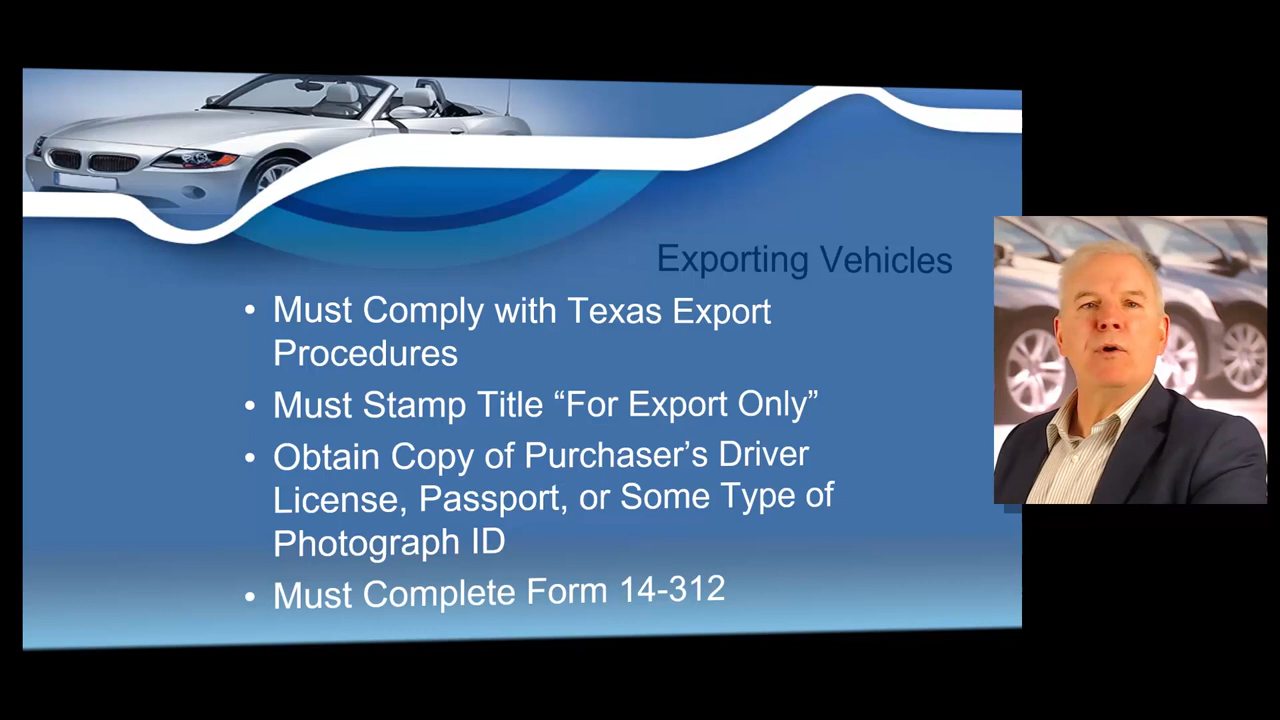 Exporting Vehicles
• Must Comply with Texas Export
Procedures
• Must Stamp Title “For Export Only”
• Obtain Copy of Purchaser’s Driver
License, Passport, or Some Type of
Photograph ID
• Must Complete Form 14-312